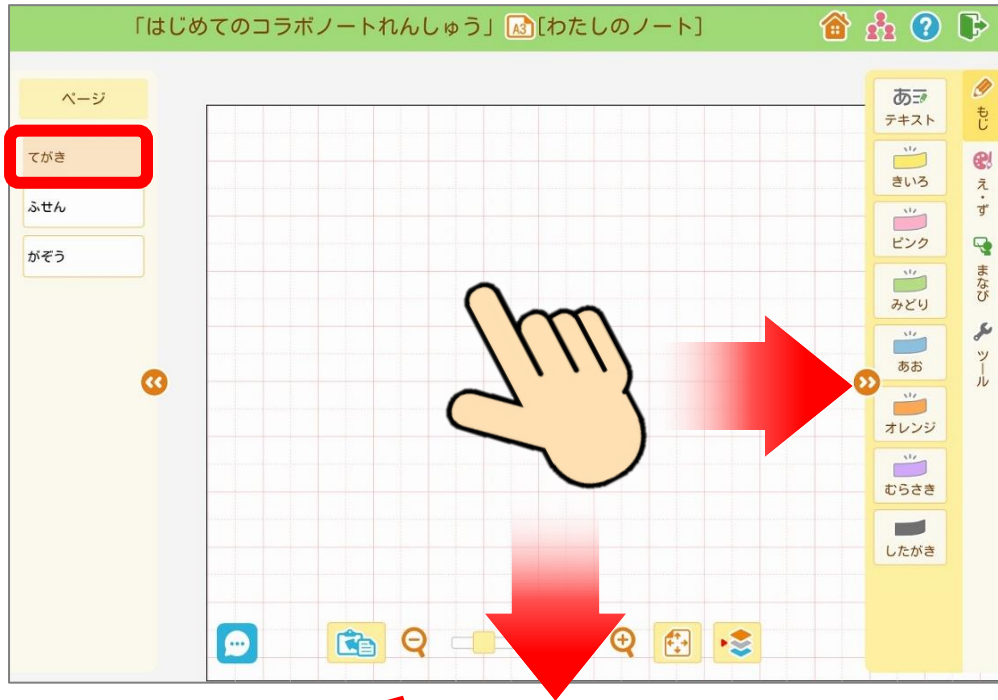 「はじめてのコラボノートれんしゅう」 A3 [わたしのノート]
ページ
てがき
ふせん
がぞう
あ
テキスト
きいろ
ピンク
みどり
あお
オレンジ
むらさき
したがき
もじ
え・ず
まなび
ツール